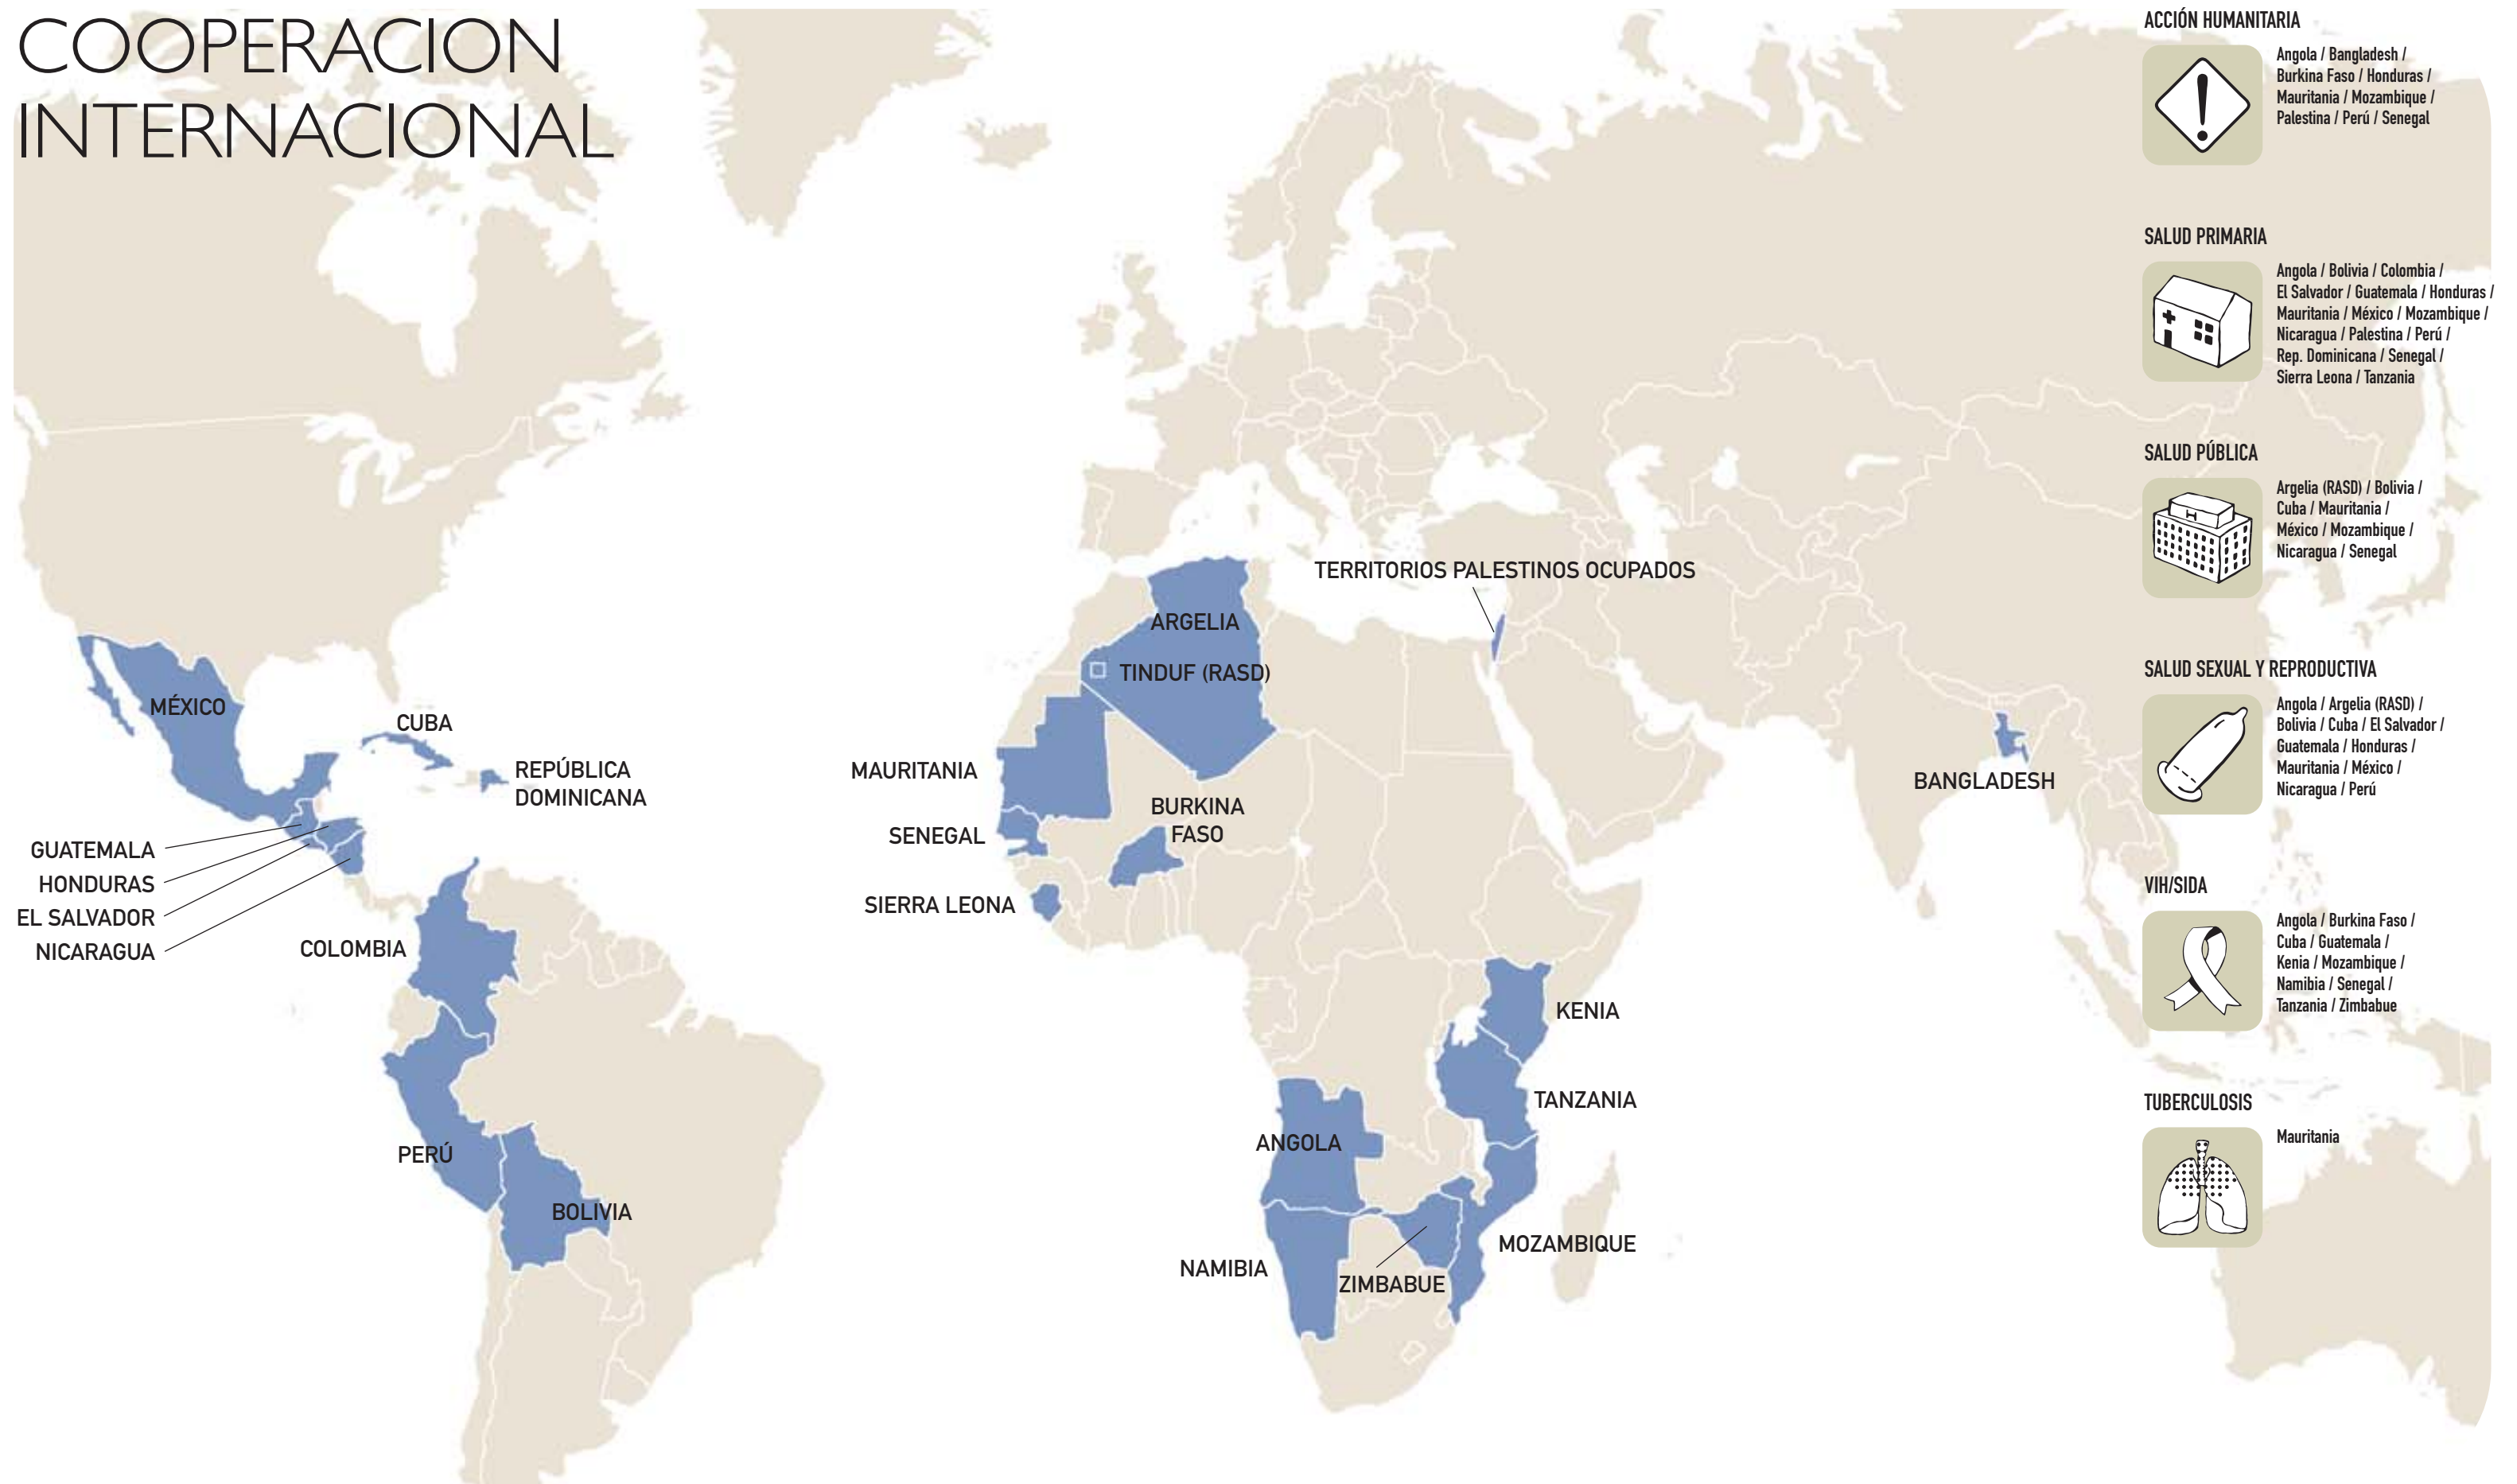 COOPERACION
INTERNACIONAL
MÉXICO
CUBA
REPÚBLICA
DOMINICANA
GUATEMALA
HONDURAS
EL SALVADOR
NICARAGUA
COLOMBIA
PERÚ
BOLIVIA
TERRITORIOS PALESTINOS OCUPADOS
ARGELIA
TINDUF (RASD)
MAURITANIA
BURKINA
FASO
SENEGAL
SIERRA LEONA
KENIA
TANZANIA
ANGOLA
MOZAMBIQUE
NAMIBIA
ZIMBABUE
BANGLADESH
ACCIÓN HUMANITARIA
Angola / Bangladesh /
Burkina Faso / Honduras /
Mauritania / Mozambique /
Palestina / Perú / Senegal
SALUD PRIMARIA
Angola / Bolivia / Colombia /
El Salvador / Guatemala / Honduras /
Mauritania / México / Mozambique /
Nicaragua / Palestina / Perú /
Rep. Dominicana / Senegal /
Sierra Leona / Tanzania
SALUD PÚBLICA
H
Argelia (RASD) / Bolivia /
Cuba / Mauritania /
México / Mozambique /
Nicaragua / Senegal
SALUD SEXUAL Y REPRODUCTIVA
Angola / Argelia (RASD) /
Bolivia / Cuba / El Salvador /
Guatemala / Honduras /
Mauritania / México /
Nicaragua / Perú
VIH/SIDA
Angola / Burkina Faso /
Cuba / Guatemala /
Kenia / Mozambique /
Namibia / Senegal /
Tanzania / Zimbabue
TUBERCULOSIS
Mauritania